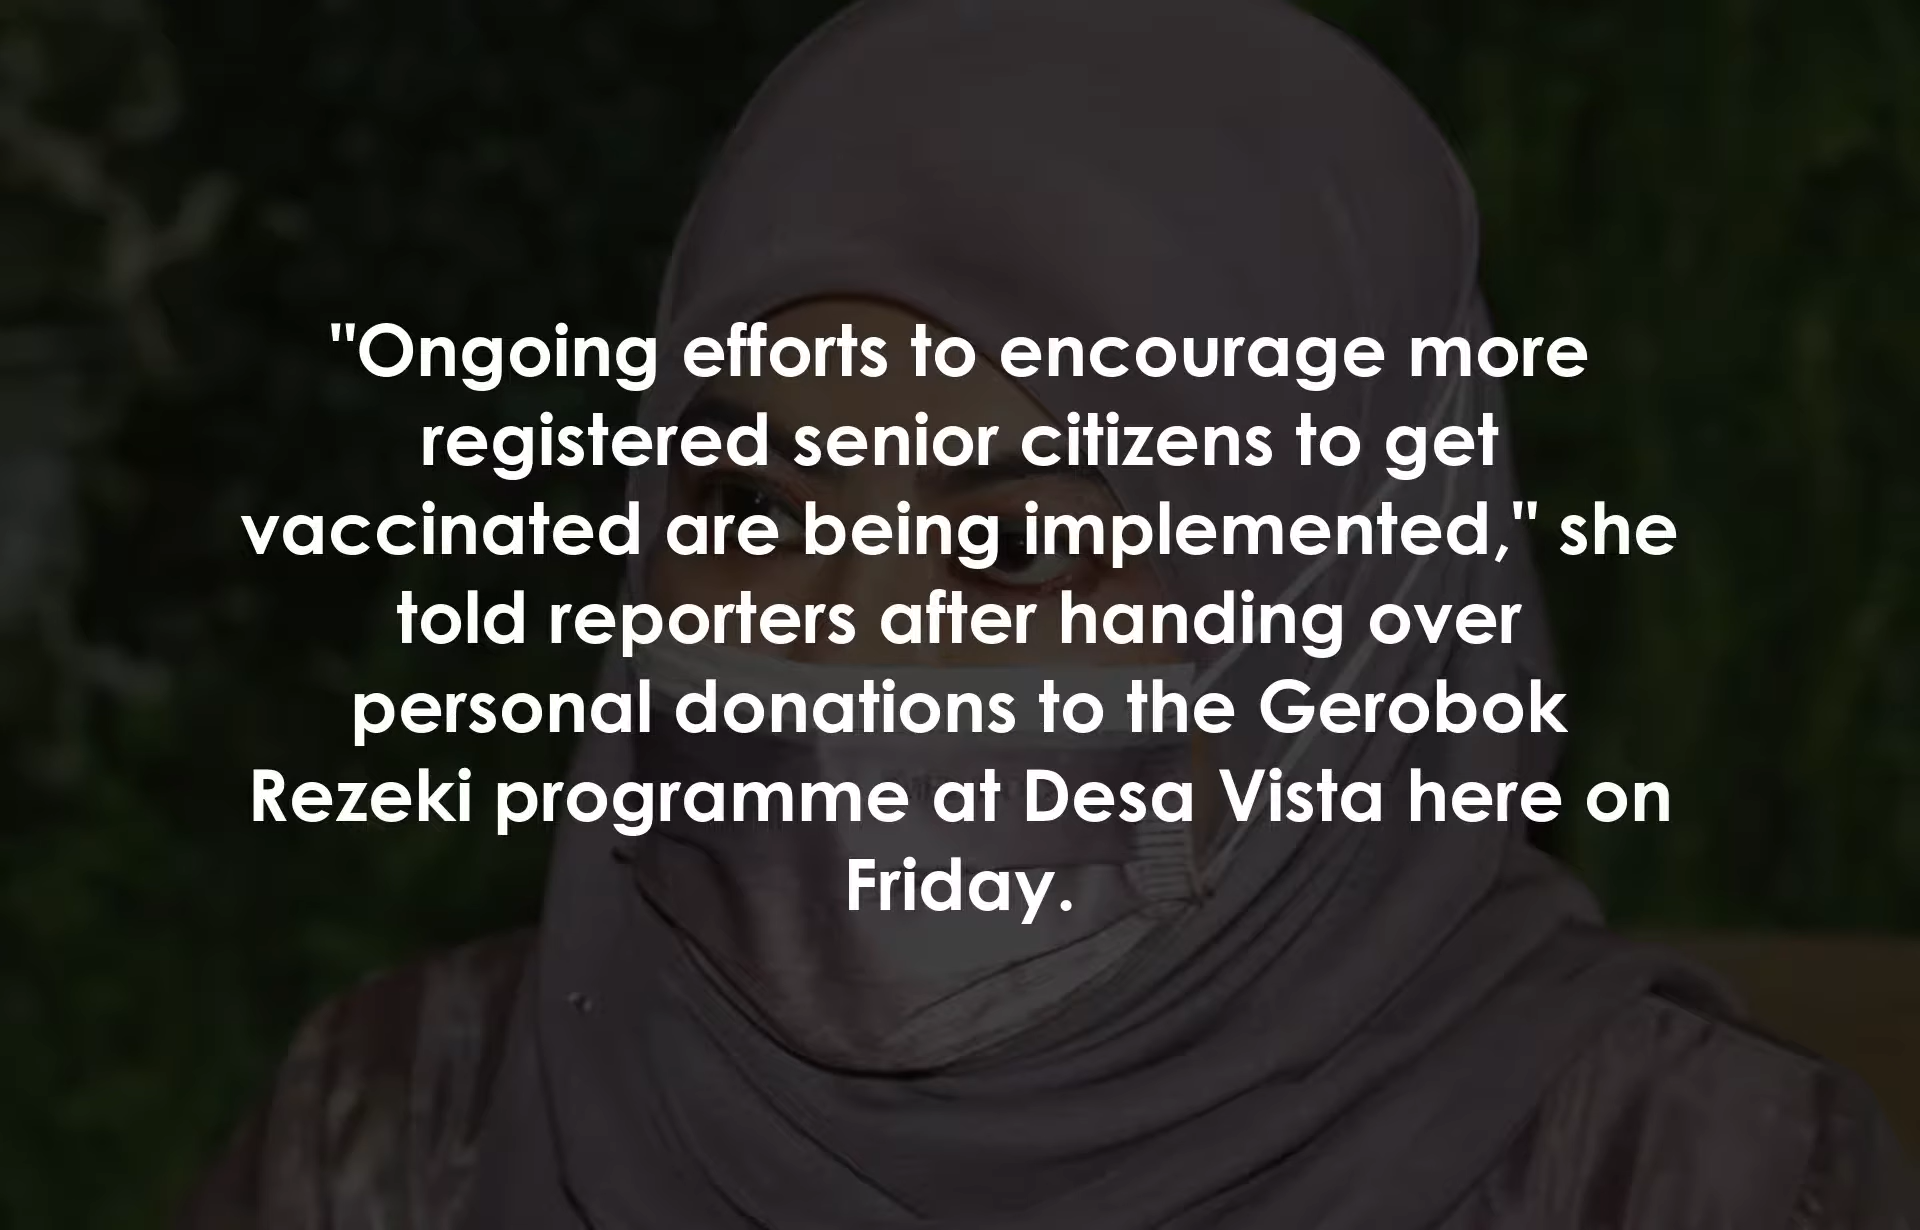 "Ongoing efforts to encourage more
registered senior citizens to get
vaccinated are being implemented," she
told reporters after handing over
personal donations to the Gerobok
Rezeki programme at Desa Vista here on
Friday.